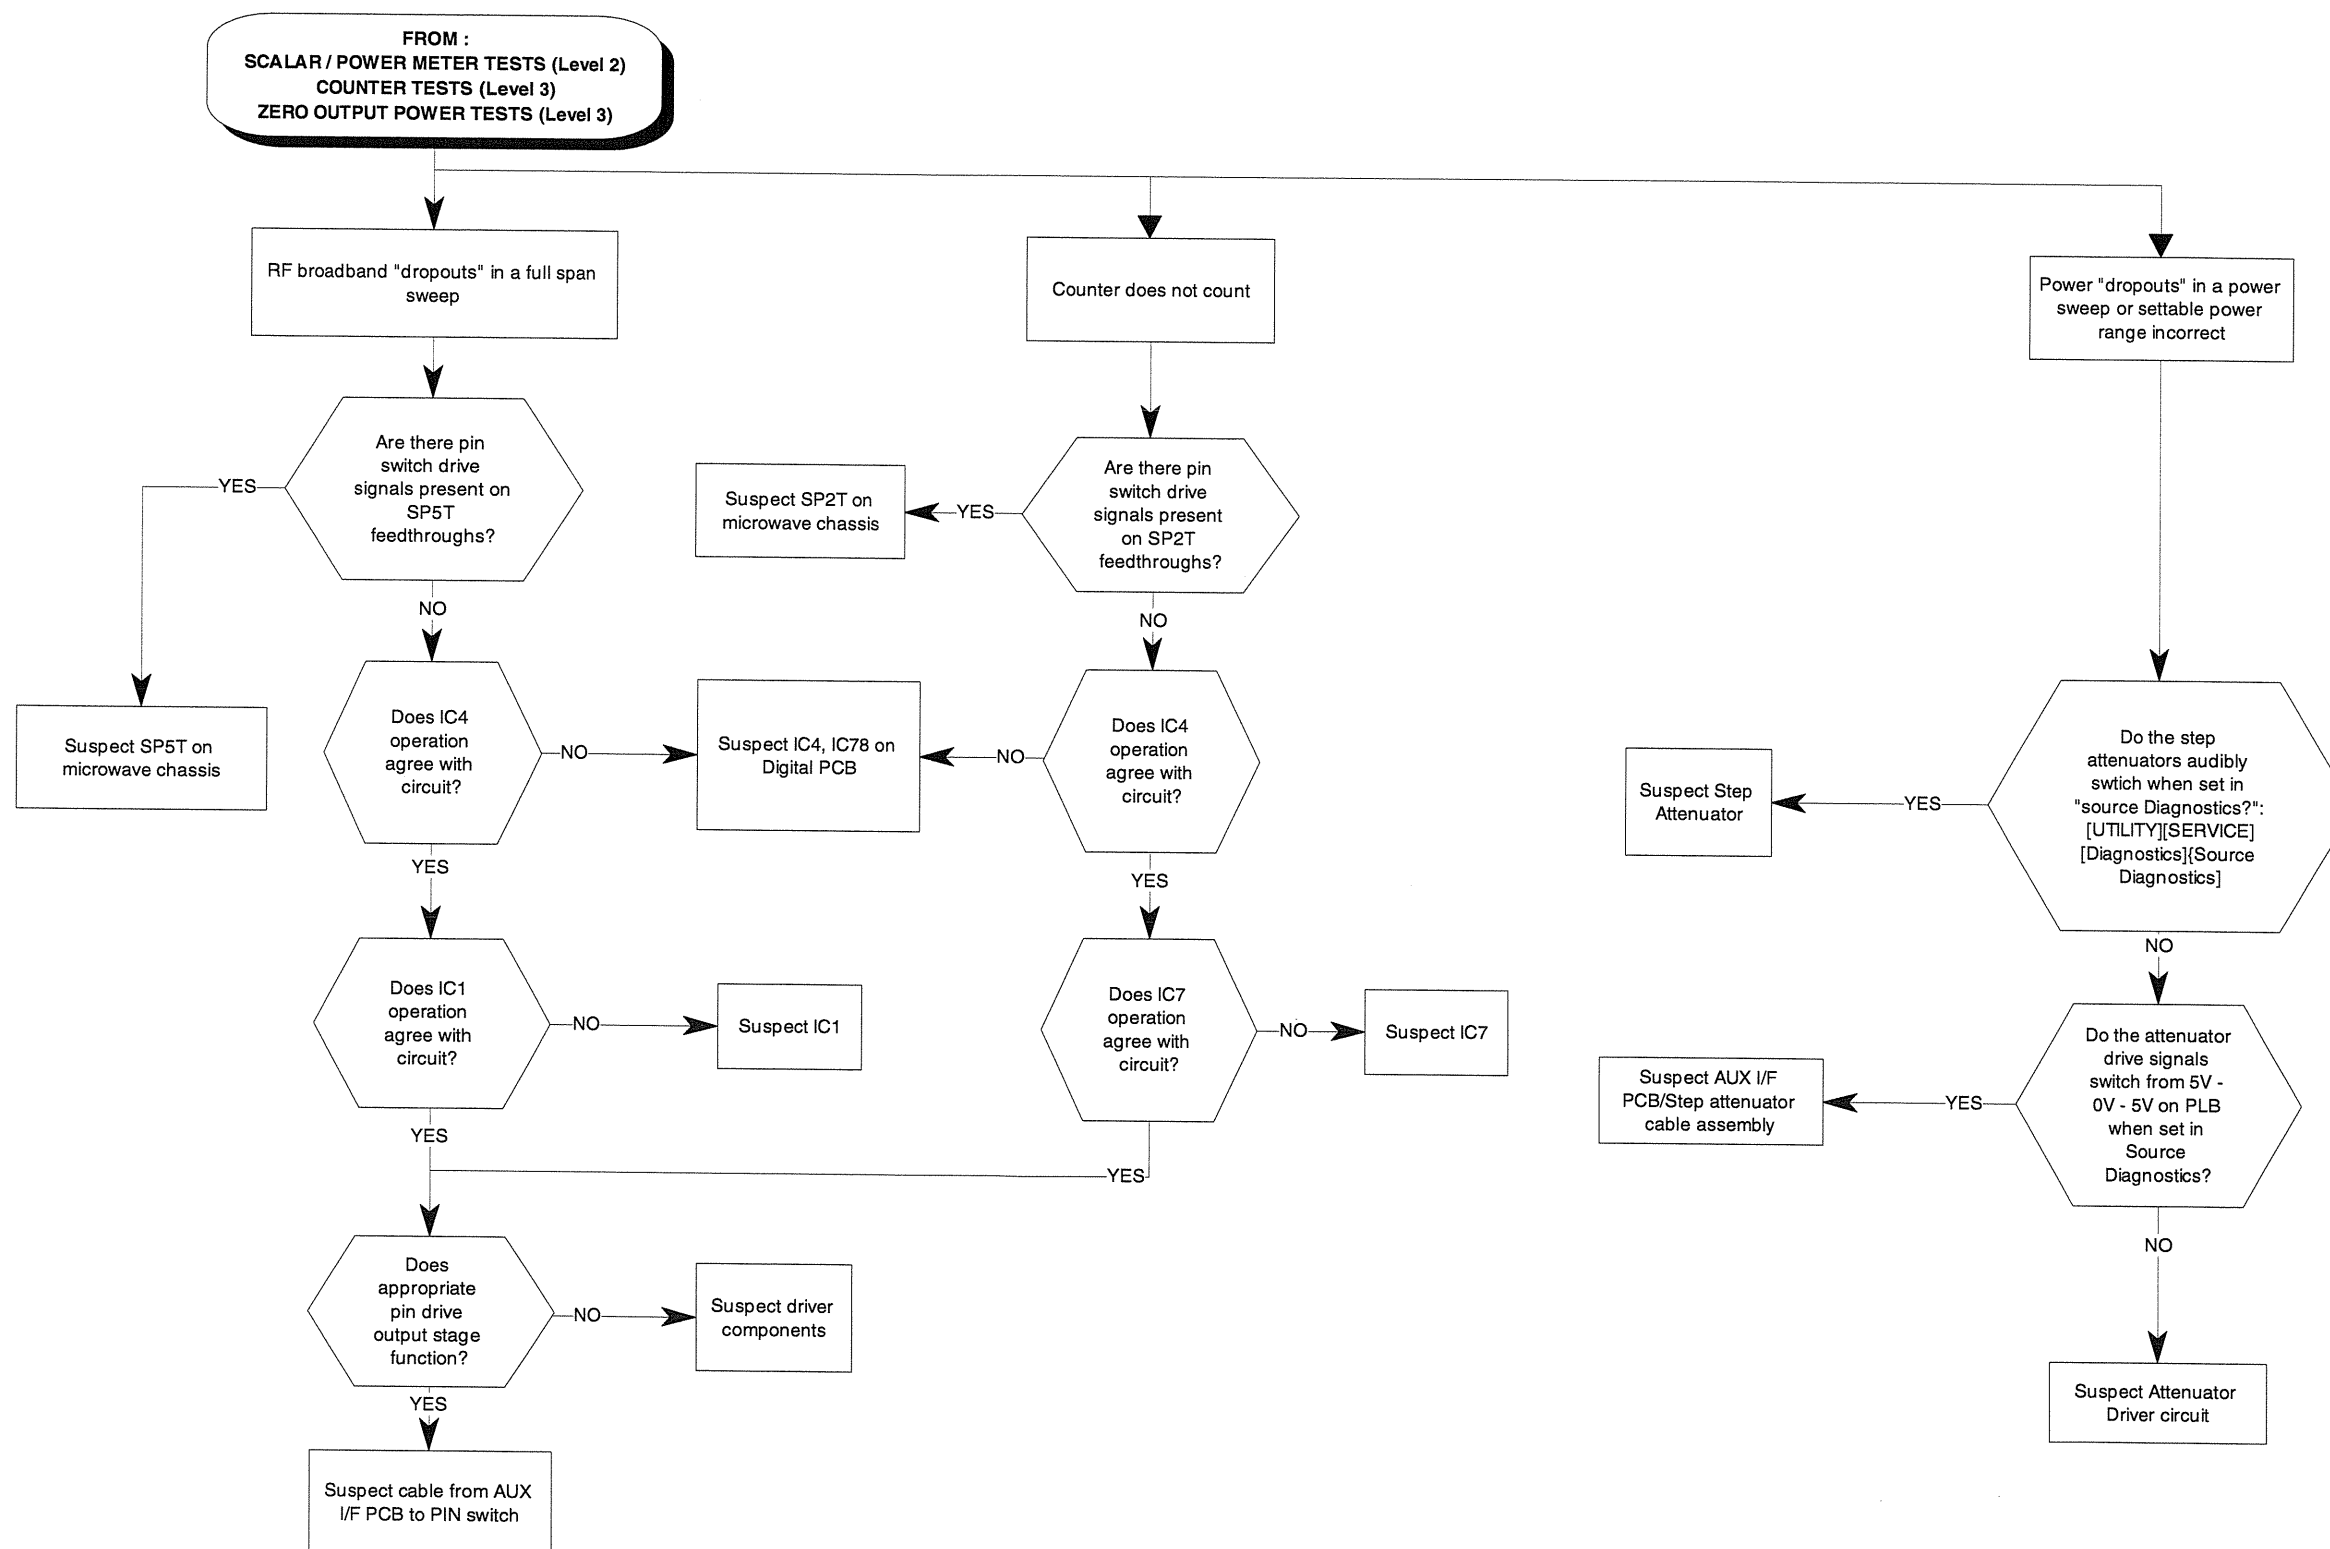 FROM :
SCALAR / POWER METER TESTS (Level 2)
COUNTER TESTS (Level 3)
ZERO OUTPUT POWER TESTS (Level 3)
RF broadband "dropouts" in a full span
sweep
Counter does not count
Power "dropouts" in a power
sweep or settable power
range incorrect
Are there pin
switch drive
signals present on
SP5T
feedthroughs?
YES
NO
Suspect SP5T on
microwave chassis
Suspect SP2T on
microwave chassis
YES
Are there pin
switch drive
signals present
on SP2T
feedthroughs?
NO
Does IC4
operation
agree with
circuit?
NO
Suspect IC4, IC78 on
Digital PCB
NO
Does IC4
operation
agree with
circuit?
YES
YES
Suspect Step
Attenuator
YES
Do the step
attenuators audibly
swtich when set in
"source Diagnostics?":
[UTILITY][SERVICE]
[Diagnostics]{Source
Diagnostics]
NO
Does IC1
operation
agree with
circuit?
NO
Suspect IC1
YES
Does IC7
operation
agree with
circuit?
NO
Suspect IC7
YES
Suspect AUX I/F
PCB/Step attenuator
cable assembly
YES
Do the attenuator
drive signals
switch from 5V -
0V - 5V on PLB
when set in
Source
Diagnostics?
NO
Does
appropriate
pin drive
output stage
function?
NO
Suspect driver
components
YES
Suspect cable from AUX
I/F PCB to PIN switch
Suspect Attenuator
Driver circuit